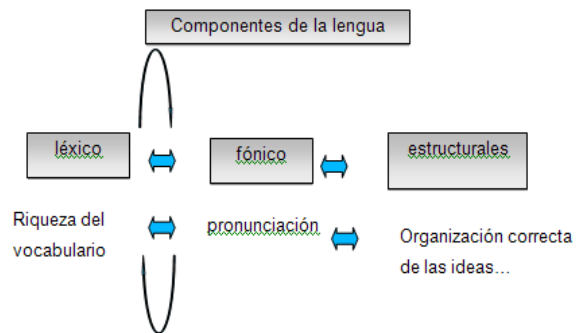 Componentes de la lengua
léxico
fónico
estructurales
Riqueza del
vocabulario
pronunciación
Organización correcta
de las ideas…